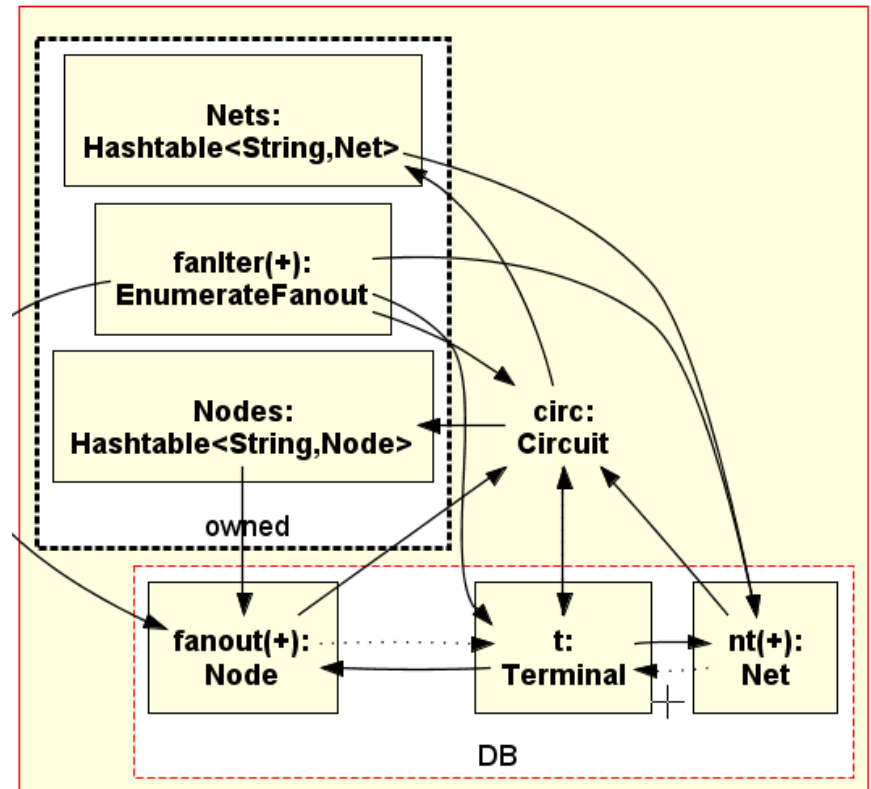 Nets:
Hashtable<String,Net>
fanIter(+):
EnumerateFanout
Nodes:
Hashtable<String,Node>
owned
circ:
Circuit
fanout(+):
Node
t:
Terminal
nt(+):
Net
DB